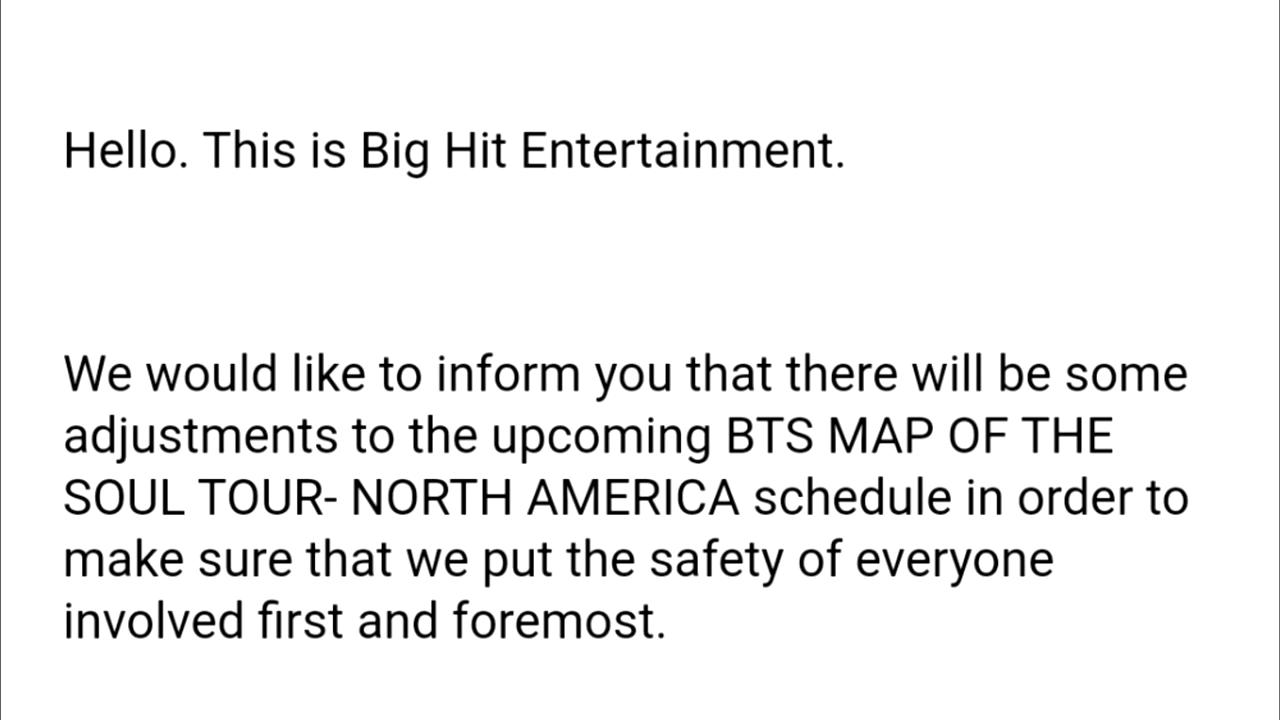 Hello. This is Big Hit Entertainment.
We would like to inform you that there will be some
adjustments to the upcoming BTS MAP OF THE
SOUL TOUR- NORTH AMERICA schedule in order to
make sure that we put the safety of everyone
involved first and foremost.